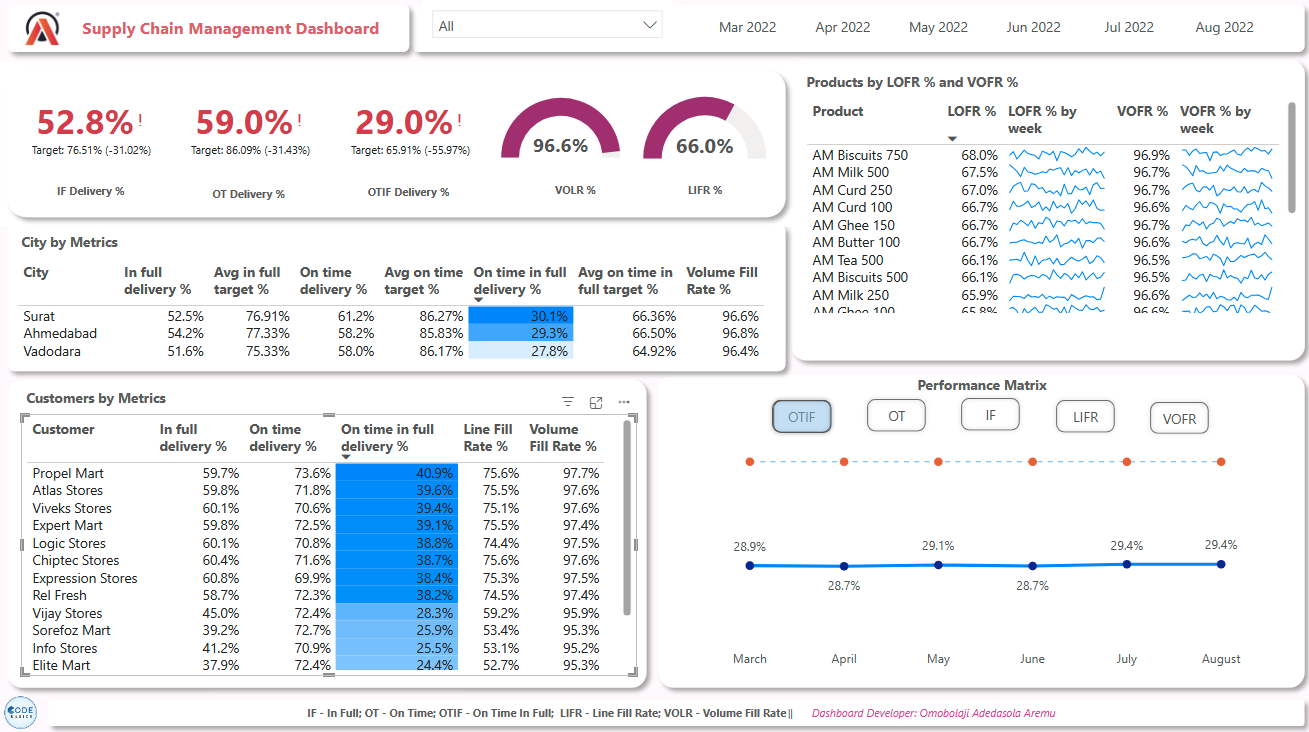 Supply Chain Management Dashboard
All
Mar 2022 Apr 2022 May 2022 Jun 2022 Jul 2022 Aug 2022
52.8%! 59.0%! 29.0%! 96.6% 66.0%
Target: 76.51% (-31.02%) Target: 86.09% (-31.43%) Target: 65.91% (-55.97%)
IF Delivery % OT Delivery % OTIF Delivery % VOLR % LIFR %
Products by LOFR % and VOFR %
Product LOFR % LOFR % by week VOFR % VOFR % by week
AM Biscuits 750 68.0% 96.9%
AM Milk 500 67.5% 96.7%
AM Curd 250 67.0% 96.7%
AM Curd 100 66.7% 96.6%
AM Ghee 150 66.7% 96.7%
AM Butter 100 66.7% 96.6%
AM Tea 500 66.1% 96.5%
AM Biscuits 500 66.1% 96.5%
AM Milk 250 65.9% 96.6%
AM Ghee 100 65.8% 96.6%
City by Metrics
City In full delivery % Avg in full target % On time delivery % Avg on time target % On time in full delivery % Avg on time in full target % Volume Fill Rate %
Surat 52.5% 76.91% 61.2% 86.27% 30.1% 66.36% 96.6%
Ahmedabad 54.2% 77.33% 58.2% 85.83% 29.3% 66.50% 96.8%
Vadodara 51.6% 75.33% 58.0% 86.17% 27.8% 64.92% 96.4%
Customers by Metrics
Customer In full delivery % On time delivery % On time in full delivery % Line Fill Rate % Volume Fill Rate %
Propel Mart 59.7% 73.6% 40.9% 75.6% 97.7%
Atlas Stores 59.8% 71.8% 39.6% 75.5% 97.6%
Viveks Stores 60.1% 70.6% 39.4% 75.1% 97.6%
Expert Mart 59.8% 72.5% 39.1% 75.5% 97.4%
Logic Stores 60.1% 70.8% 38.8% 74.4% 97.5%
Chiptec Stores 60.4% 71.6% 38.7% 75.6% 97.6%
Expression Stores 60.8% 69.9% 38.4% 75.3% 97.5%
Rel Fresh 58.7% 72.3% 38.2% 74.5% 97.4%
Vijay Stores 45.0% 72.4% 28.3% 59.2% 95.9%
Sorefoz Mart 39.2% 72.7% 25.9% 53.4% 95.3%
Info Stores 41.2% 70.9% 25.5% 53.1% 95.2%
Elite Mart 37.9% 72.4% 24.4% 52.7% 95.3%
Performance Matrix
OTIF OT IF LIFR VOFR
28.9% 28.7% 29.1% 28.7% 29.4% 29.4%
March April May June July August
CODE BASICS
IF - In Full; OT - On Time; OTIF - On Time In Full; LIFR - Line Fill Rate; VOLR - Volume Fill Rate|| Dashboard Developer: Omobolaji Adedasola Aremu